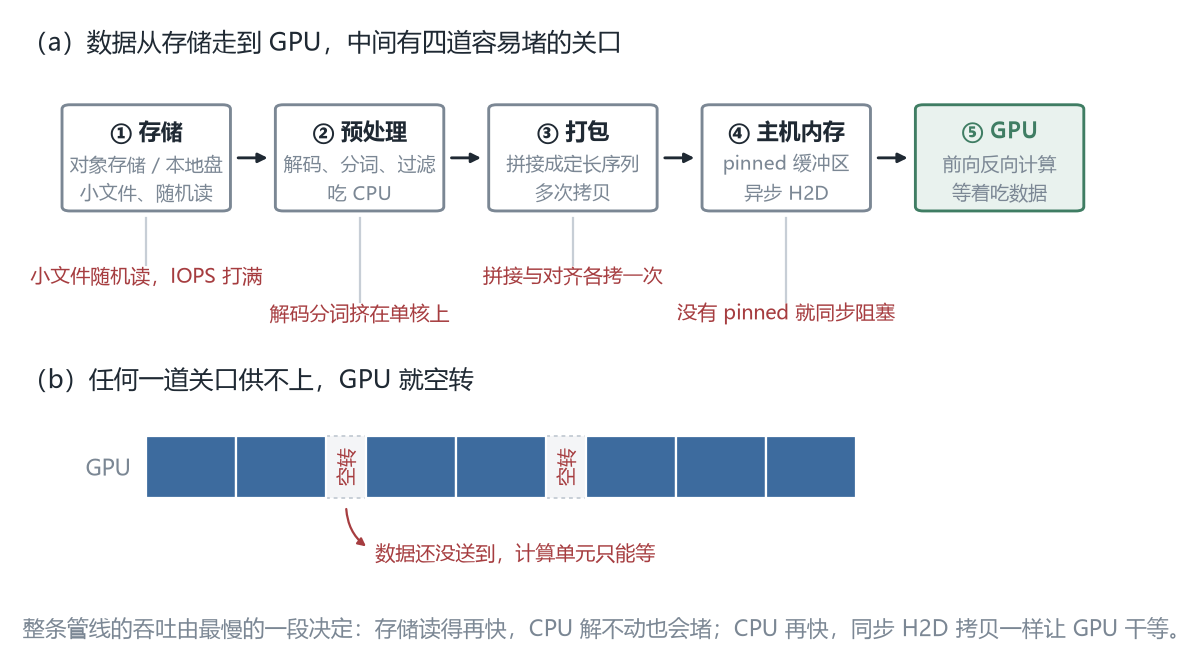 （a）数据从存储走到 GPU，中间有四道容易堵的关口
① 存储
对象存储 / 本地盘
小文件、随机读
② 预处理
解码、分词、过滤
吃 CPU
③ 打包
拼接成定长序列
多次拷贝
④ 主机内存
pinned 缓冲区
异步 H2D
⑤ GPU
前向反向计算
等着吃数据
小文件随机读，IOPS 打满
解码分词挤在单核上
拼接与对齐各拷一次
没有 pinned 就同步阻塞
（b）任何一道关口供不上，GPU 就空转
GPU
空转
空转
数据还没送到，计算单元只能等
整条管线的吞吐由最慢的一段决定：存储读得再快，CPU 解不动也会堵；CPU 再快，同步 H2D 拷贝一样让 GPU 干等。